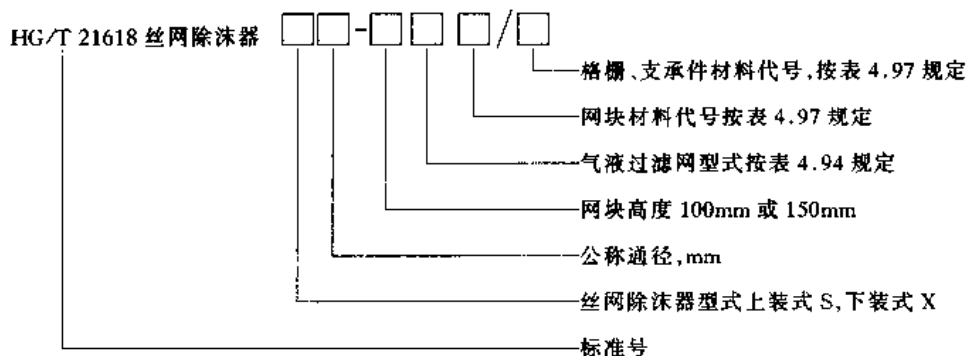 HG/T 21618 丝网除沫器 □□-□□ □/□
格栅、支承件材料代号,按表 4.97 规定
网块材料代号按表 4.97 规定
气液过滤网型式按表 4.94 规定
网块高度 100mm 或 150mm
公称通径,mm
丝网除沫器型式上装式 S,下装式 X
标准号